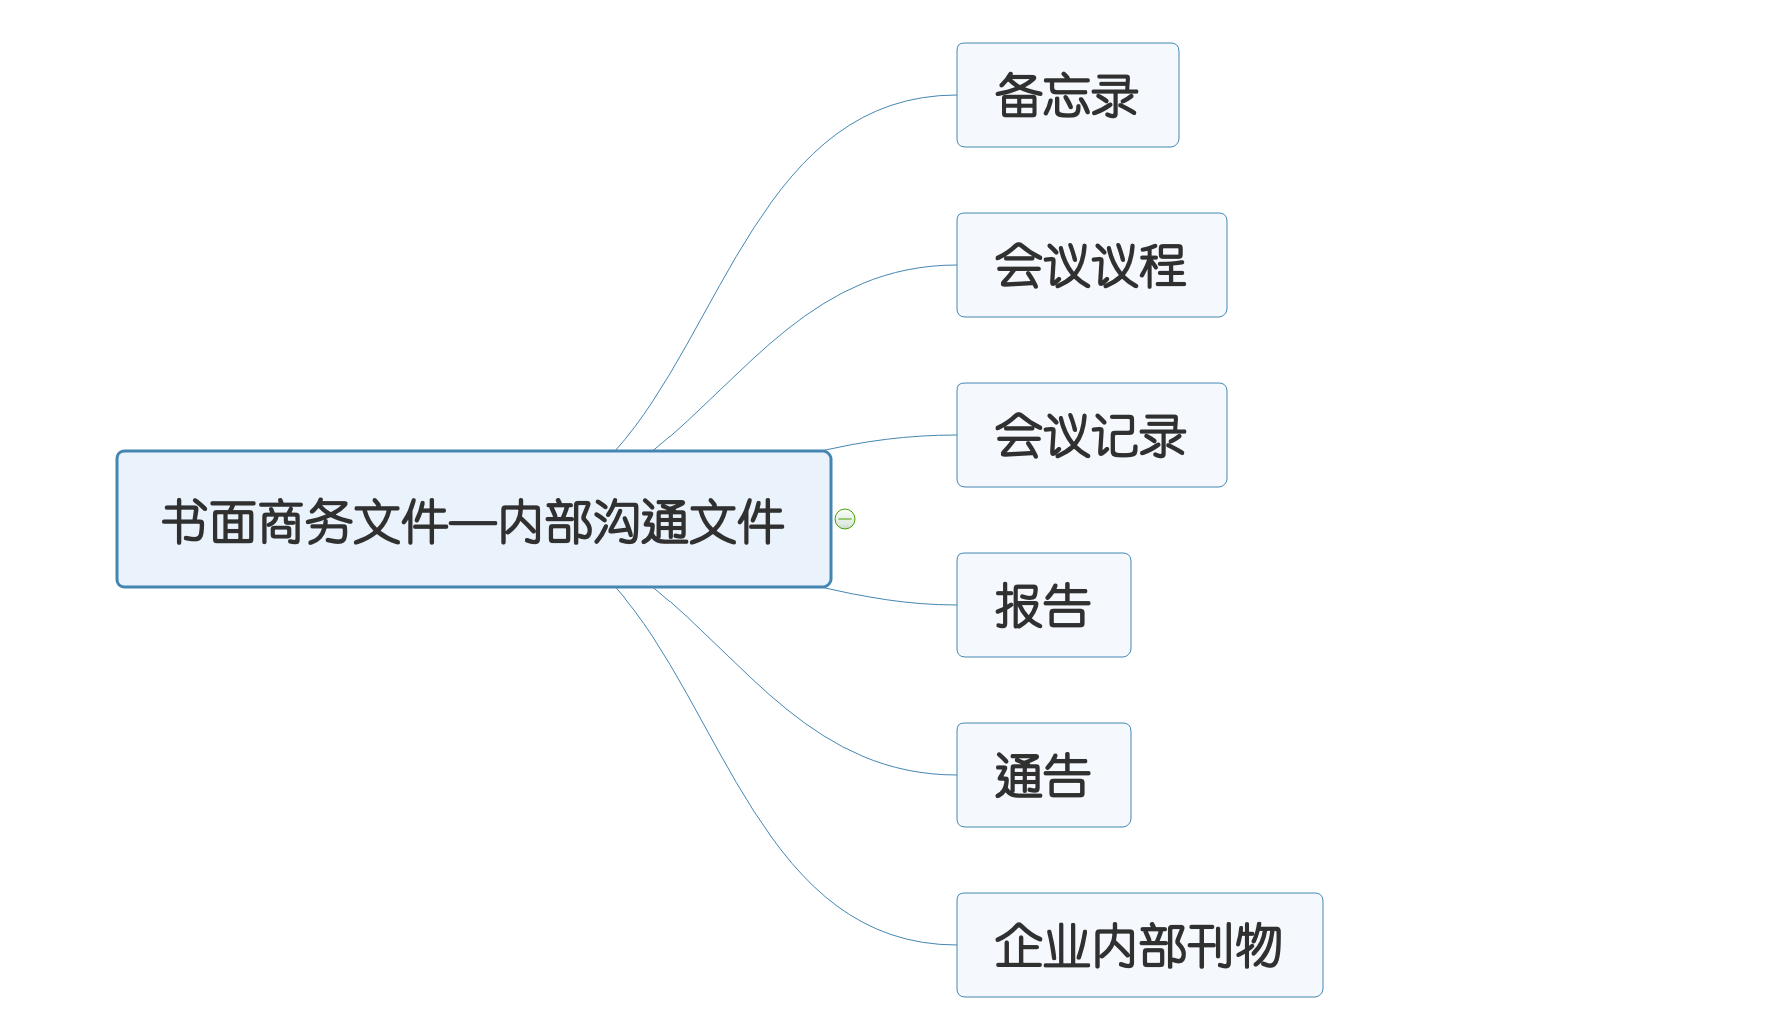 备忘录
会议议程
会议记录
书面商务文件—内部沟通文件
报告
通告
企业内部刊物